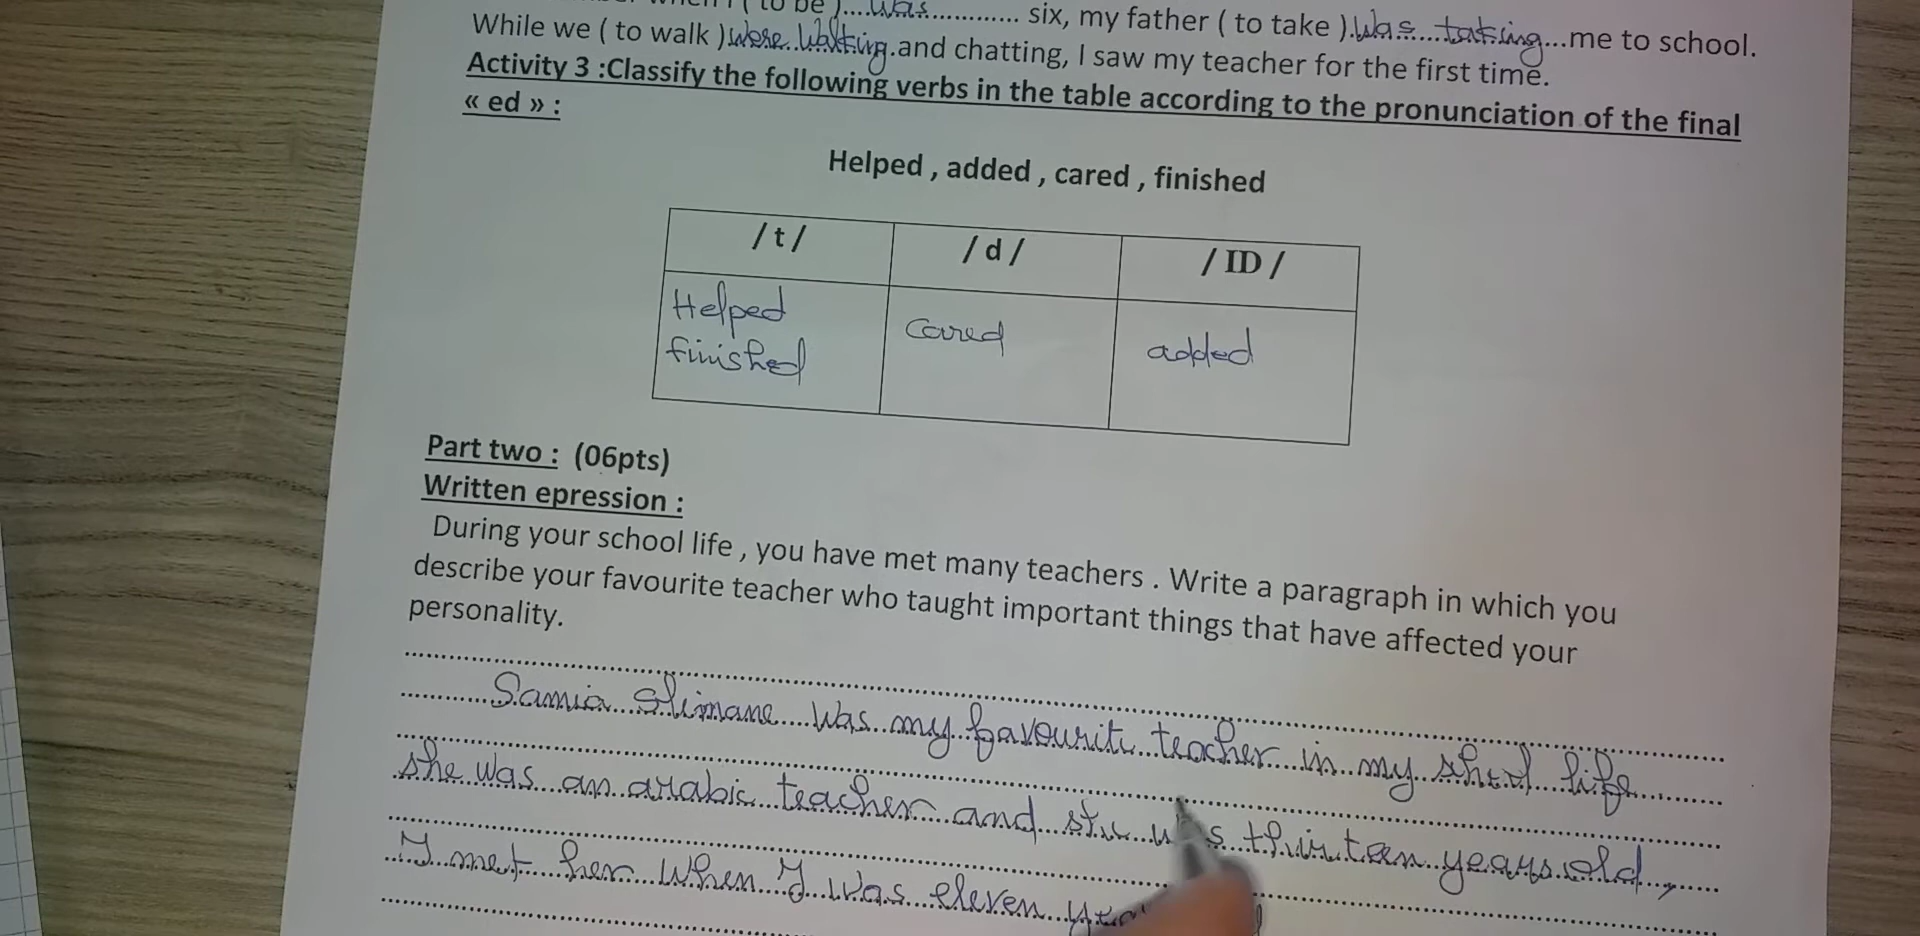 was ............ six, my father ( to take ).was...taking...me to school.
While we ( to walk )were..walking.and chatting, I saw my teacher for the first time.
Activity 3 :Classify the following verbs in the table according to the pronunciation of the final
« ed » :
Helped , added , cared , finished
/ t / / d / / ID /
Helped cared added
finished
Part two : (06pts)
Written epression :
During your school life , you have met many teachers . Write a paragraph in which you
describe your favourite teacher who taught important things that have affected your
personality.
Samia Slimane was my favourite teacher in my school life
she was an arabic teacher and she was thirteen years old,
I met her when I was eleven